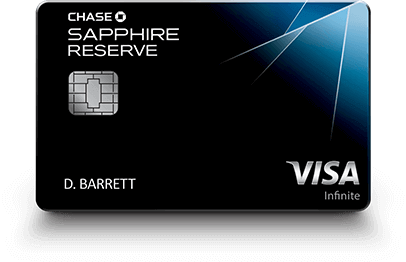 CHASE
SAPPHIRE
RESERVE
D. BARRETT
VISA
Infinite